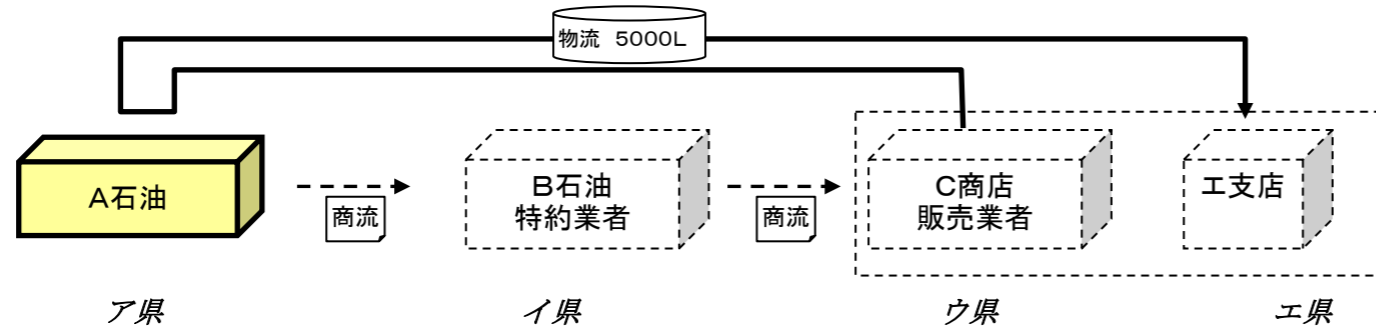 物流 5000L
A石油
商流
B石油
特約業者
商流
C商店
販売業者
エ支店
ア県
イ県
ウ県
エ県